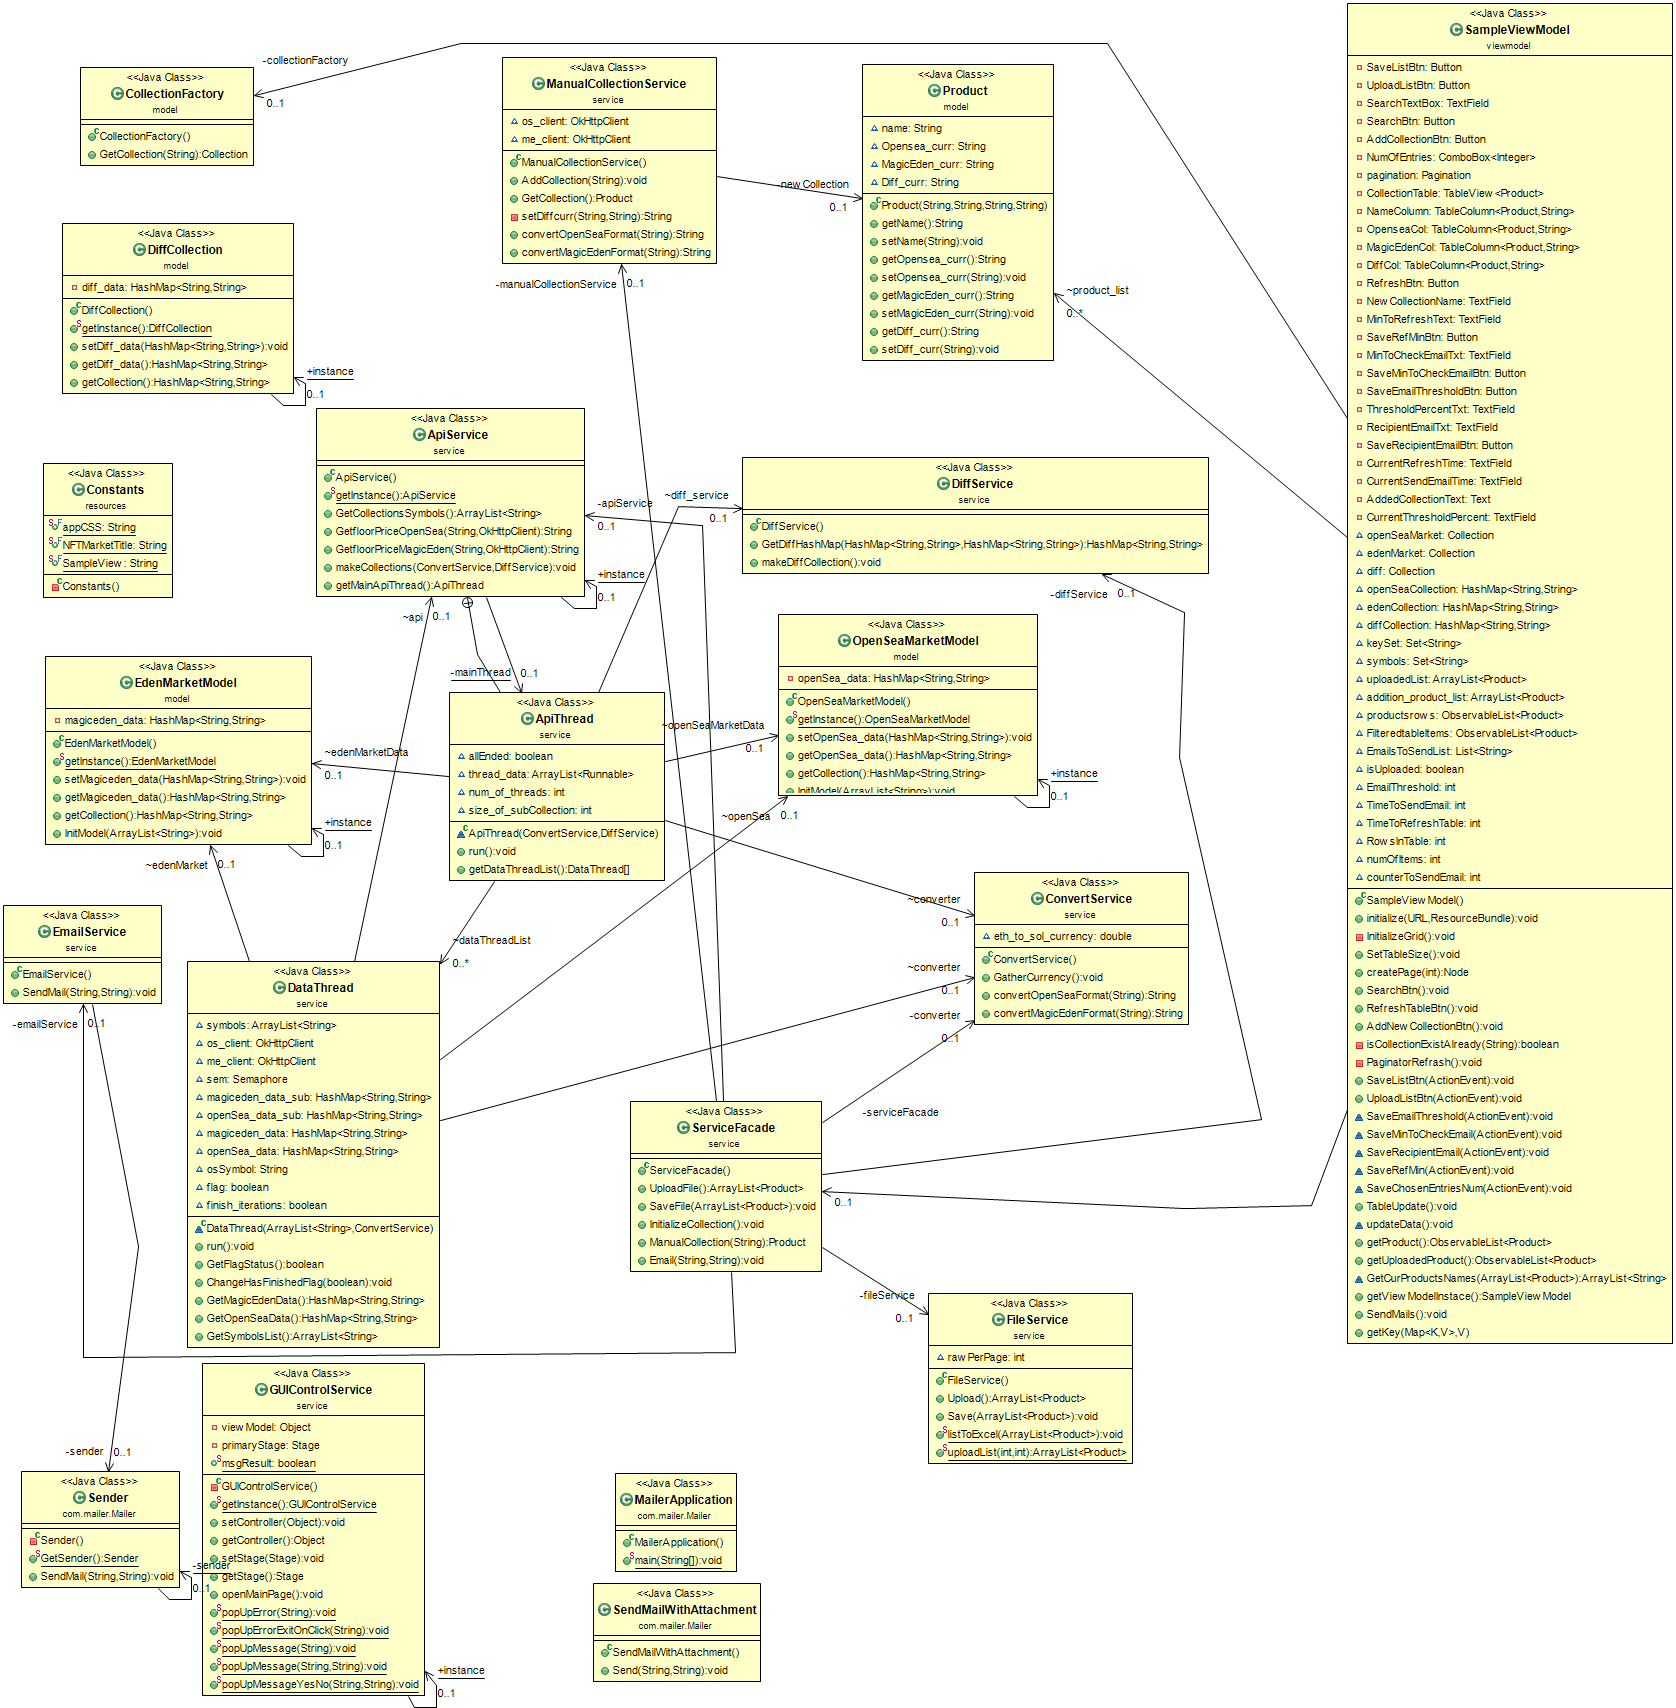 <<Java Class>>
SampleViewModel
viewmodel
SaveListBtn: Button
UploadListBtn: Button
SearchTextBox: TextField
SearchBtn: Button
AddCollectionBtn: Button
NumOfEntries: ComboBox<Integer>
pagination: Pagination
CollectionTable: TableView<Product>
NameColumn: TableColumn<Product,String>
OpenseaCol: TableColumn<Product,String>
MagicEdenCol: TableColumn<Product,String>
DiffCol: TableColumn<Product,String>
RefreshBtn: Button
NewCollectionName: TextField
MinToRefreshText: TextField
SaveRefMinBtn: Button
MinToCheckEmailTxt: TextField
SaveMinToCheckEmailBtn: Button
SaveEmailThresholdBtn: Button
ThresholdPercentTxt: TextField
RecipientEmailTxt: TextField
SaveRecipientEmailBtn: Button
CurrentRefreshTime: TextField
CurrentSendEmailTime: TextField
AddedCollectionText: Text
CurrentThresholdPercent: TextField
openSeaMarket: Collection
edenMarket: Collection
diff: Collection
openSeaCollection: HashMap<String,String>
edenCollection: HashMap<String,String>
diffCollection: HashMap<String,String>
keySet: Set<String>
symbols: Set<String>
uploadedList: ArrayList<Product>
addition_product_list: ArrayList<Product>
productsrows: ObservableList<Product>
FilteredtableItems: ObservableList<Product>
EmailsToSendList: List<String>
isUploaded: boolean
EmailThreshold: int
TimeToSendEmail: int
TimeToRefreshTable: int
RowsInTable: int
numOfItems: int
counterToSendEmail: int
SampleViewModel()
initialize(URL,ResourceBundle):void
InitializeGrid():void
SetTableSize():void
createPage(int):Node
SearchBtn():void
RefreshTableBtn():void
AddNewCollectionBtn():void
isCollectionExistAlready(String):boolean
PaginatorRefrash():void
SaveListBtn(ActionEvent):void
UploadListBtn(ActionEvent):void
SaveEmailThreshold(ActionEvent):void
SaveMinToCheckEmail(ActionEvent):void
SaveRecipientEmail(ActionEvent):void
SaveRefMin(ActionEvent):void
SaveChosenEntriesNum(ActionEvent):void
TableUpdate():void
updateData():void
getProduct():ObservableList<Product>
getUploadedProduct():ObservableList<Product>
GetCurProductsNames(ArrayList<Product>):ArrayList<String>
getViewModelInstace():SampleViewModel
SendMails():void
getKey(Map<K,V>,V)
-collectionFactory
0..1
<<Java Class>>
CollectionFactory
model
CollectionFactory()
GetCollection(String):Collection
<<Java Class>>
ManualCollectionService
service
os_client: OkHttpClient
me_client: OkHttpClient
ManualCollectionService()
AddCollection(String):void
GetCollection():Product
setDiffcurr(String,String):String
convertOpenSeaFormat(String):String
convertMagicEdenFormat(String):String
-newCollection
0..1
<<Java Class>>
Product
model
name: String
Opensea_curr: String
MagicEden_curr: String
Diff_curr: String
Product(String,String,String,String)
getName():String
setName(String):void
getOpensea_curr():String
setOpensea_curr(String):void
getMagicEden_curr():String
setMagicEden_curr(String):void
getDiff_curr():String
setDiff_curr(String):void
~product_list
0..*
<<Java Class>>
DiffCollection
model
diff_data: HashMap<String,String>
DiffCollection()
getInstance():DiffCollection
setDiff_data(HashMap<String,String>):void
getDiff_data():HashMap<String,String>
getCollection():HashMap<String,String>
+instance
0..1
-manualCollectionService
0..1
<<Java Class>>
ApiService
service
ApiService()
getInstance():ApiService
GetCollectionsSymbols():ArrayList<String>
GetfloorPriceOpenSea(String,OkHttpClient):String
GetfloorPriceMagicEden(String,OkHttpClient):String
makeCollections(ConvertService,DiffService):void
getMainApiThread():ApiThread
-apiService
0..1
+instance
0..1
~diff_service
0..1
<<Java Class>>
DiffService
service
DiffService()
GetDiffHashMap(HashMap<String,String>,HashMap<String,String>):HashMap<String,String>
makeDiffCollection():void
-diffService
0..1
<<Java Class>>
Constants
resources
appCSS: String
NFTMarketTitle: String
SampleView: String
Constants()
~api
0..1
-mainThread
0..1
<<Java Class>>
OpenSeaMarketModel
model
openSea_data: HashMap<String,String>
OpenSeaMarketModel()
getInstance():OpenSeaMarketModel
setOpenSea_data(HashMap<String,String>):void
getOpenSea_data():HashMap<String,String>
getCollection():HashMap<String,String>
InitModel(ArrayList<String>):void
+instance
0..1
<<Java Class>>
EdenMarketModel
model
magiceden_data: HashMap<String,String>
EdenMarketModel()
getInstance():EdenMarketModel
setMagiceden_data(HashMap<String,String>):void
getMagiceden_data():HashMap<String,String>
getCollection():HashMap<String,String>
InitModel(ArrayList<String>):void
~edenMarketData
0..1
+instance
0..1
~edenMarket
0..1
<<Java Class>>
ApiThread
service
allEnded: boolean
thread_data: ArrayList<Runnable>
num_of_threads: int
size_of_subCollection: int
ApiThread(ConvertService,DiffService)
run():void
getDataThreadList():DataThread[]
~openSeaMarketData
0..1
~openSea
0..1
~dataThreadList
0..*
<<Java Class>>
ConvertService
service
eth_to_sol_currency: double
ConvertService()
GatherCurrency():void
convertOpenSeaFormat(String):String
convertMagicEdenFormat(String):String
~converter
0..1
~converter
0..1
-converter
0..1
<<Java Class>>
EmailService
service
EmailService()
SendMail(String,String):void
-emailService
0..1
<<Java Class>>
DataThread
service
symbols: ArrayList<String>
os_client: OkHttpClient
me_client: OkHttpClient
sem: Semaphore
magiceden_data_sub: HashMap<String,String>
openSea_data_sub: HashMap<String,String>
magiceden_data: HashMap<String,String>
openSea_data: HashMap<String,String>
osSymbol: String
flag: boolean
finish_iterations: boolean
DataThread(ArrayList<String>,ConvertService)
run():void
GetFlagStatus():boolean
ChangeHasFinishedFlag(boolean):void
GetMagicEdenData():HashMap<String,String>
GetOpenSeaData():HashMap<String,String>
GetSymbolsList():ArrayList<String>
<<Java Class>>
ServiceFacade
service
ServiceFacade()
UploadFile():ArrayList<Product>
SaveFile(ArrayList<Product>):void
InitializeCollection():void
ManualCollection(String):Product
Email(String,String):void
-serviceFacade
0..1
-fileService
0..1
<<Java Class>>
FileService
service
rawPerPage: int
FileService()
Upload():ArrayList<Product>
Save(ArrayList<Product>):void
listToExcel(ArrayList<Product>):void
uploadList(int,int):ArrayList<Product>
<<Java Class>>
GUIControlService
service
viewModel: Object
primaryStage: Stage
msgResult: boolean
GUIControlService()
getInstance():GUIControlService
setController(Object):void
getController():Object
setStage(Stage):void
getStage():Stage
openMainPage():void
popUpError(String):void
popUpErrorExitOnClick(String):void
popUpMessage(String):void
popUpMessage(String,String):void
popUpMessageYesNo(String,String):void
+instance
0..1
-sender
0..1
<<Java Class>>
Sender
com.mailer.Mailer
Sender()
GetSender():Sender
SendMail(String,String):void
-sender
0..1
<<Java Class>>
MailerApplication
com.mailer.Mailer
MailerApplication()
main(String[]):void
<<Java Class>>
SendMailWithAttachment
com.mailer.Mailer
SendMailWithAttachment()
Send(String,String):void